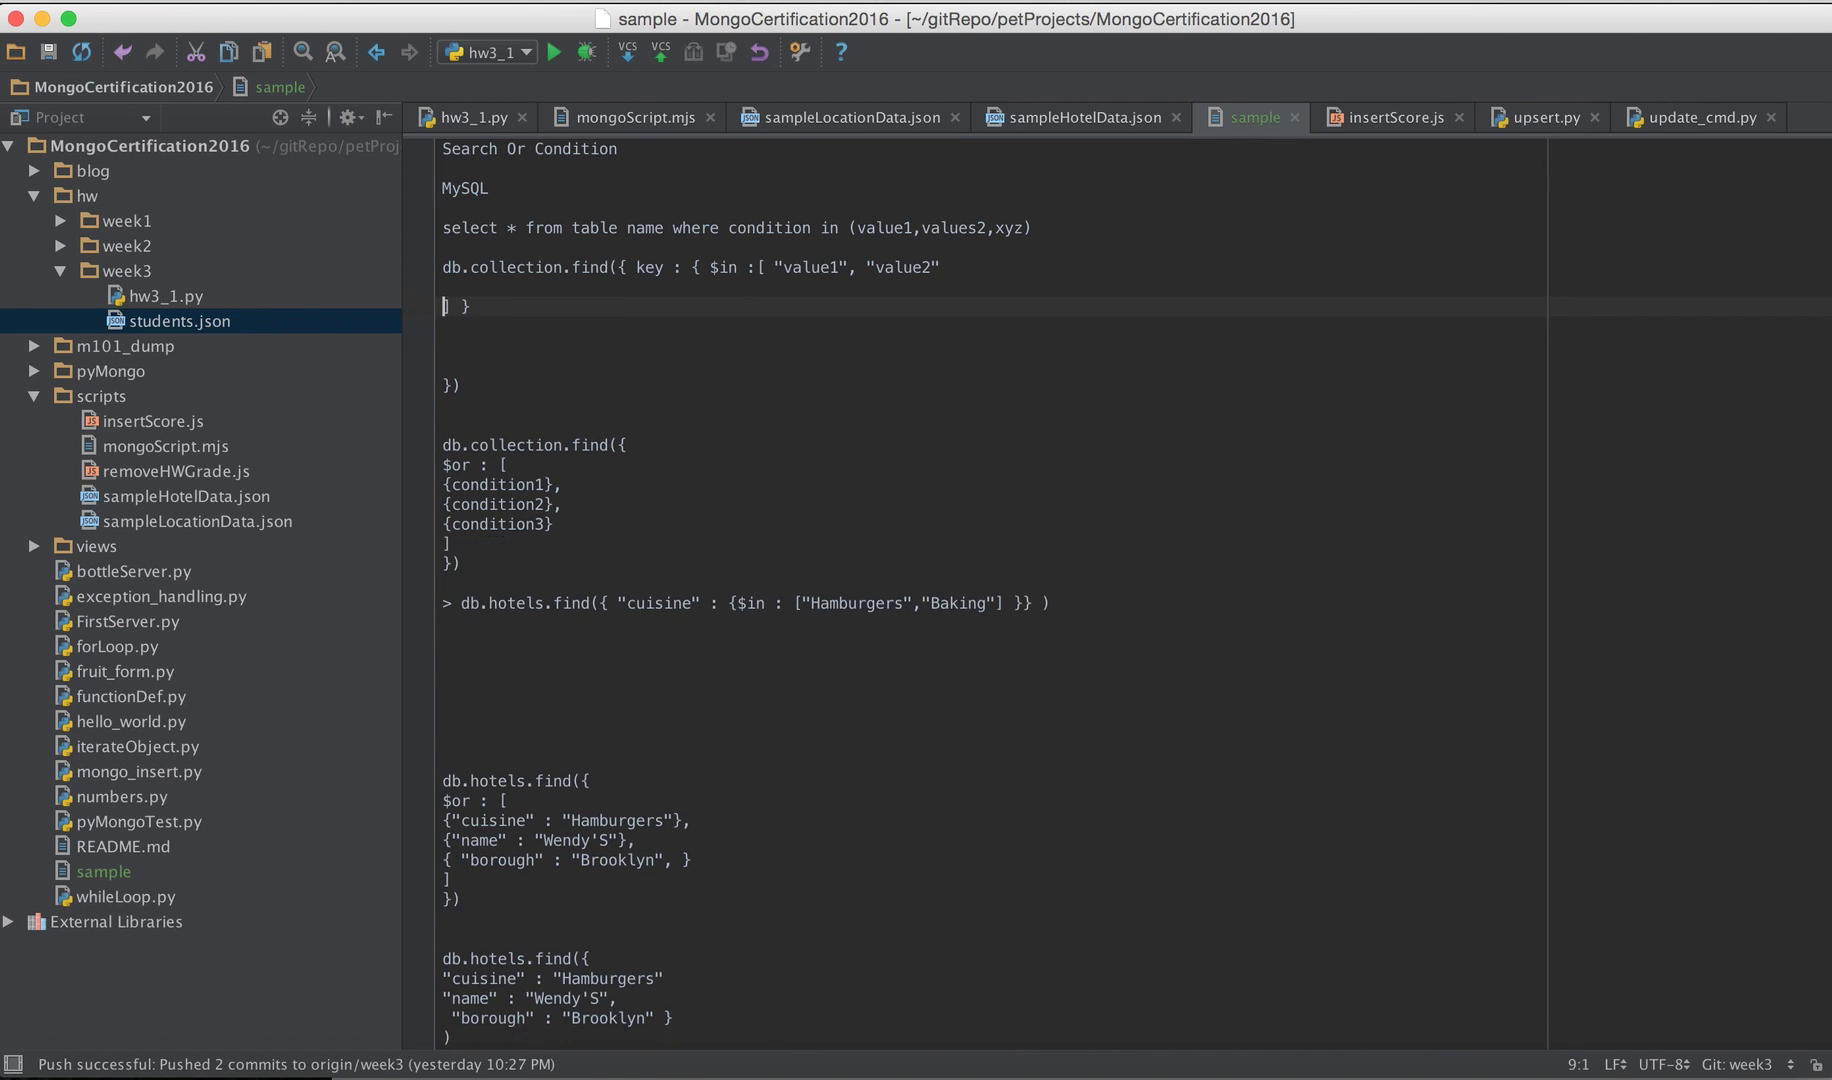 sample - MongoCertification2016 - [~/gitRepo/petProjects/MongoCertification2016]
hw3_1
VCS VCS
?
MongoCertification2016 sample
Project
hw3_1.py mongoScript.mjs sampleLocationData.json sampleHotelData.json sample insertScore.js upsert.py update_cmd.py
MongoCertification2016 (~/gitRepo/petProj
blog
hw
week1
week2
week3
hw3_1.py
students.json
m101_dump
pyMongo
scripts
insertScore.js
mongoScript.mjs
removeHWGrade.js
sampleHotelData.json
sampleLocationData.json
views
bottleServer.py
exception_handling.py
FirstServer.py
forLoop.py
fruit_form.py
functionDef.py
hello_world.py
iterateObject.py
mongo_insert.py
numbers.py
pyMongoTest.py
README.md
sample
whileLoop.py
External Libraries
Search Or Condition
MySQL
select * from table name where condition in (value1,values2,xyz)
db.collection.find({ key : { $in :[ "value1", "value2"
] }
})
db.collection.find({
$or : [
{condition1},
{condition2},
{condition3}
]
})
> db.hotels.find({ "cuisine" : {$in : ["Hamburgers","Baking"] }} )
db.hotels.find({
$or : [
{"cuisine" : "Hamburgers"},
{"name" : "Wendy'S"},
{ "borough" : "Brooklyn", }
]
})
db.hotels.find({
"cuisine" : "Hamburgers"
"name" : "Wendy'S",
"borough" : "Brooklyn" }
)
Push successful: Pushed 2 commits to origin/week3 (yesterday 10:27 PM)
9:1 LF UTF-8 Git: week3